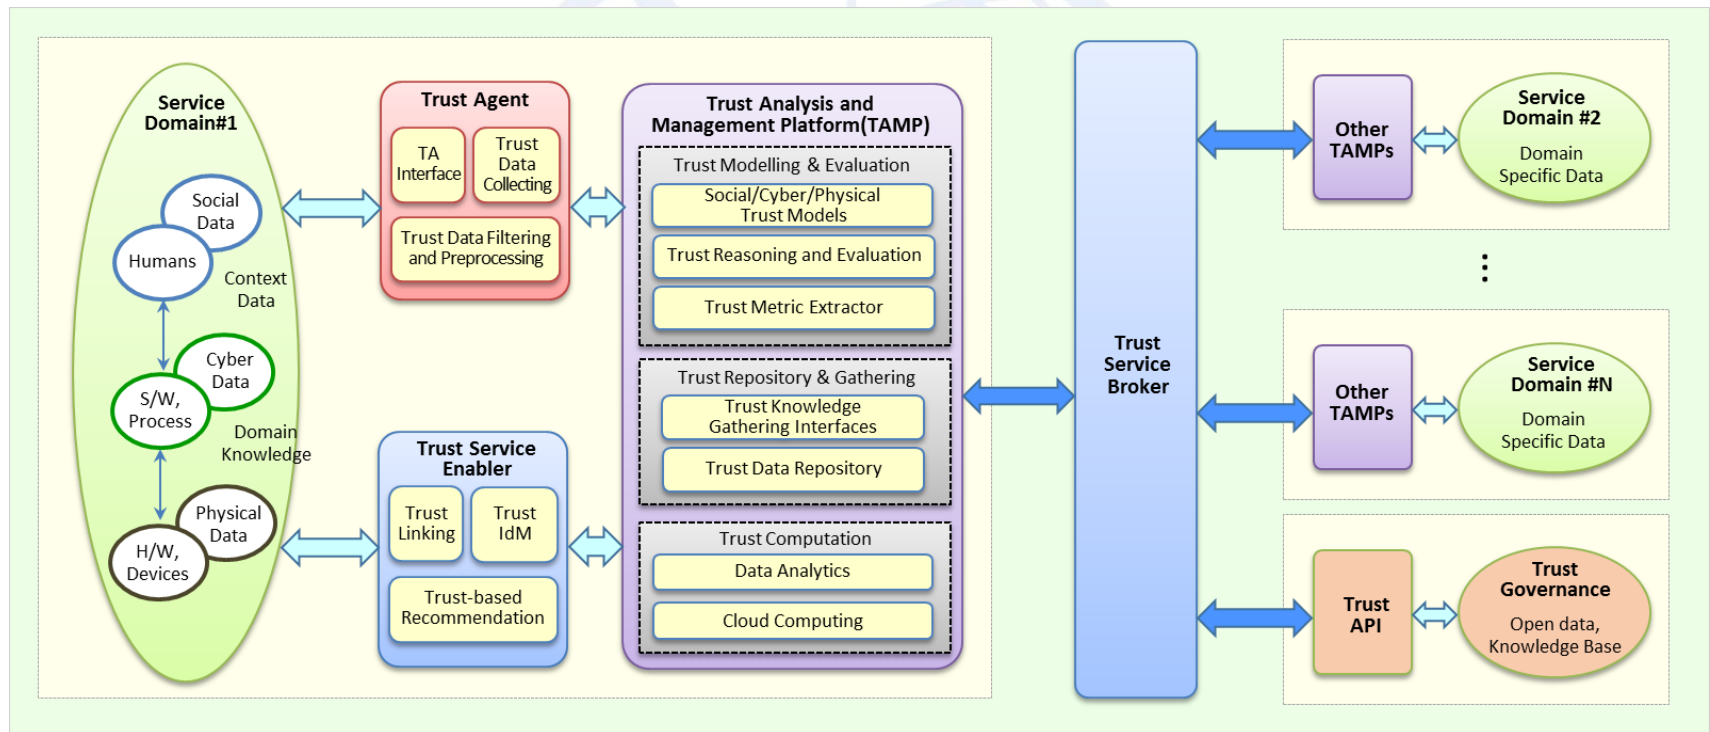 Service
Domain#1
Social
Data
Humans
Context
Data
Cyber
Data
S/W,
Process
Domain
Knowledge
Physical
Data
H/W,
Devices
Trust Agent
TA
Interface
Trust
Data
Collecting
Trust Data Filtering
and Preprocessing
Trust Service
Enabler
Trust
Linking
Trust
IdM
Trust-based
Recommendation
Trust Analysis and
Management Platform(TAMP)
Trust Modelling & Evaluation
Social/Cyber/Physical
Trust Models
Trust Reasoning and Evaluation
Trust Metric Extractor
Trust Repository & Gathering
Trust Knowledge
Gathering Interfaces
Trust Data Repository
Trust Computation
Data Analytics
Cloud Computing
Trust
Service
Broker
Other
TAMPs
Service
Domain #2
Domain
Specific Data
Other
TAMPs
Service
Domain #N
Domain
Specific Data
Trust
API
Trust
Governance
Open data,
Knowledge Base